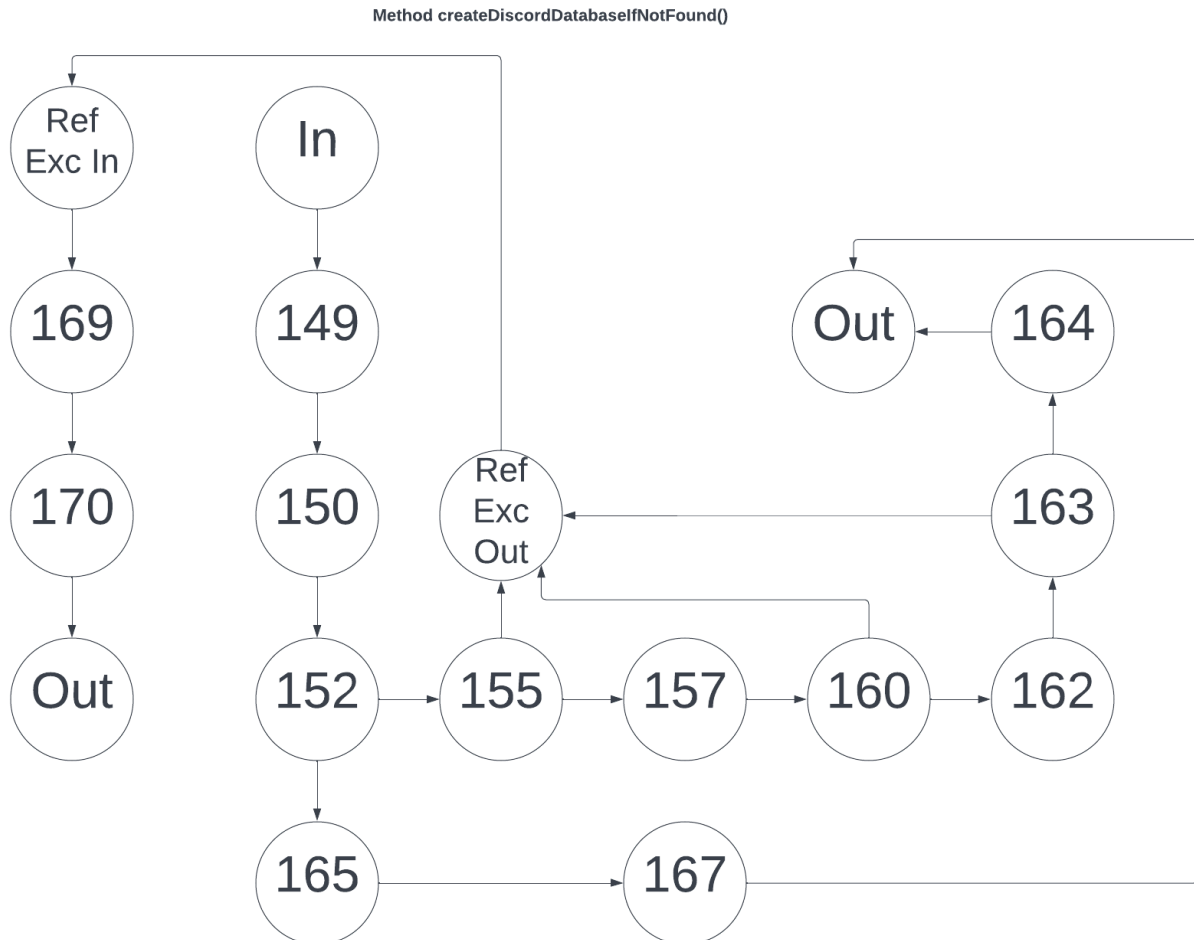 Method createDiscordDatabaseIfNotFound()
Ref
Exc In
In
169
149
Out
164
170
150
Ref
Exc
Out
163
Out
152
155
157
160
162
165
167